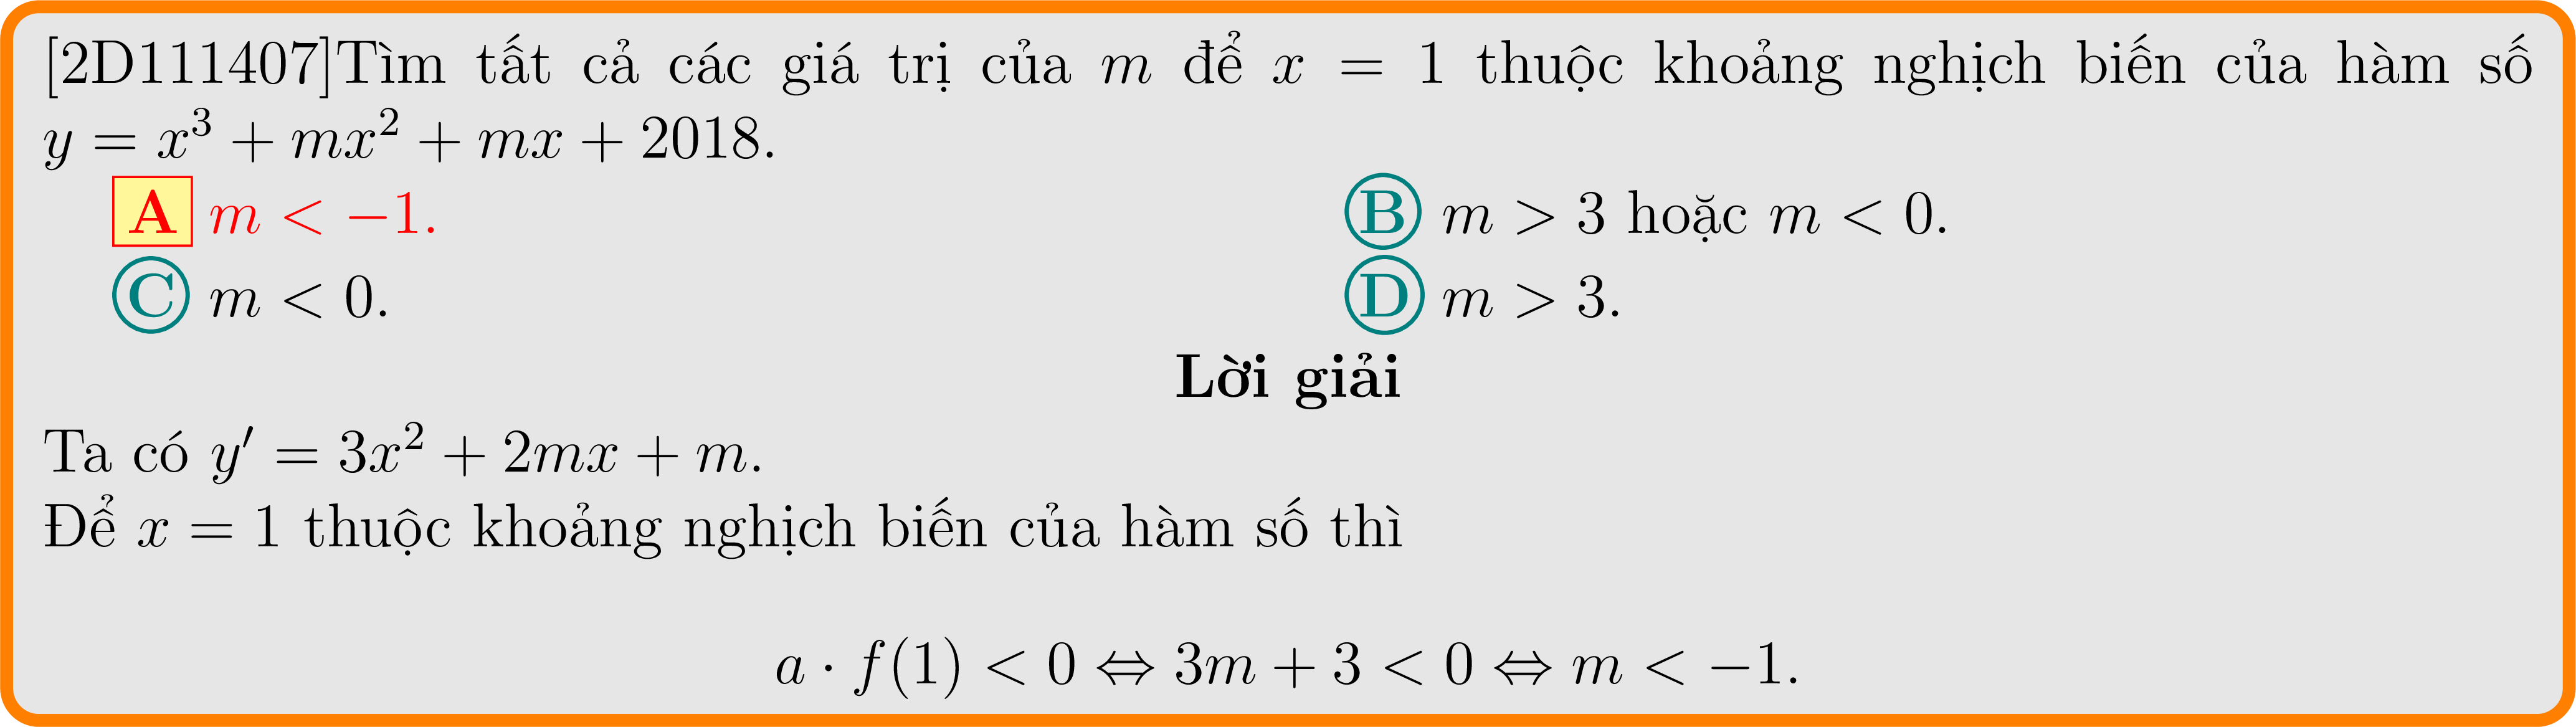 [2D111407]Tìm tất cả các giá trị của m để x = 1 thuộc khoảng nghịch biến của hàm số
y = x³ + mx² + mx + 2018.
A m < −1. B m > 3 hoặc m < 0.
C m < 0. D m > 3.
Lời giải
Ta có y′ = 3x² + 2mx + m.
Để x = 1 thuộc khoảng nghịch biến của hàm số thì
a · f(1) < 0 ⇔ 3m + 3 < 0 ⇔ m < −1.